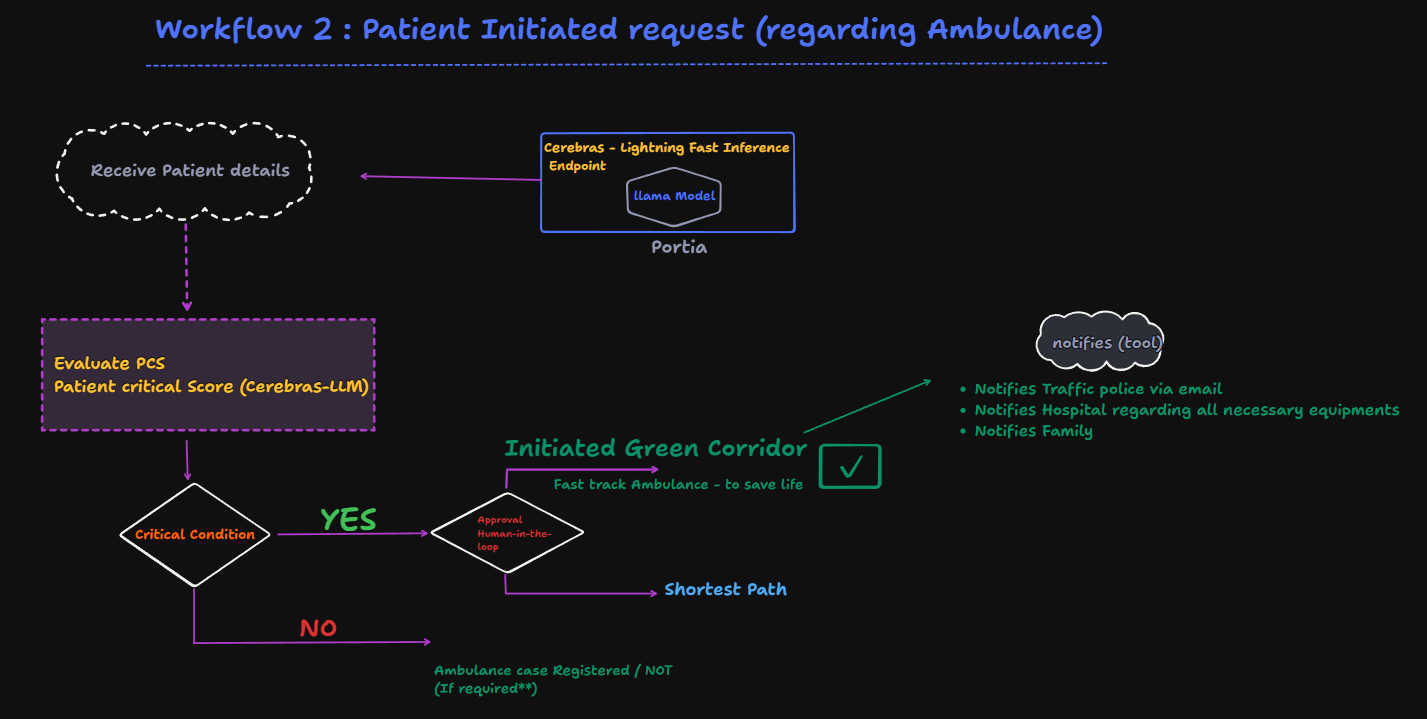 Workflow 2 : Patient Initiated request (regarding Ambulance)
Receive Patient details
Cerebras - Lightning Fast Inference
Endpoint
llama Model
Portia
Evaluate PCS
Patient critical Score (Cerebras-LLM)
notifies (tool)
• Notifies Traffic police via email
• Notifies Hospital regarding all necessary equipments
• Notifies Family
Initiated Green Corridor
Fast track Ambulance - to save life
Critical Condition
YES
Approval
Human-in-the-
loop
Shortest Path
NO
Ambulance case Registered / NOT
(If required**)